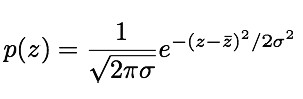 p(z) = \frac{1}{\sqrt{2\pi\sigma}} e^{-(z-\bar{z})^2/2\sigma^2}